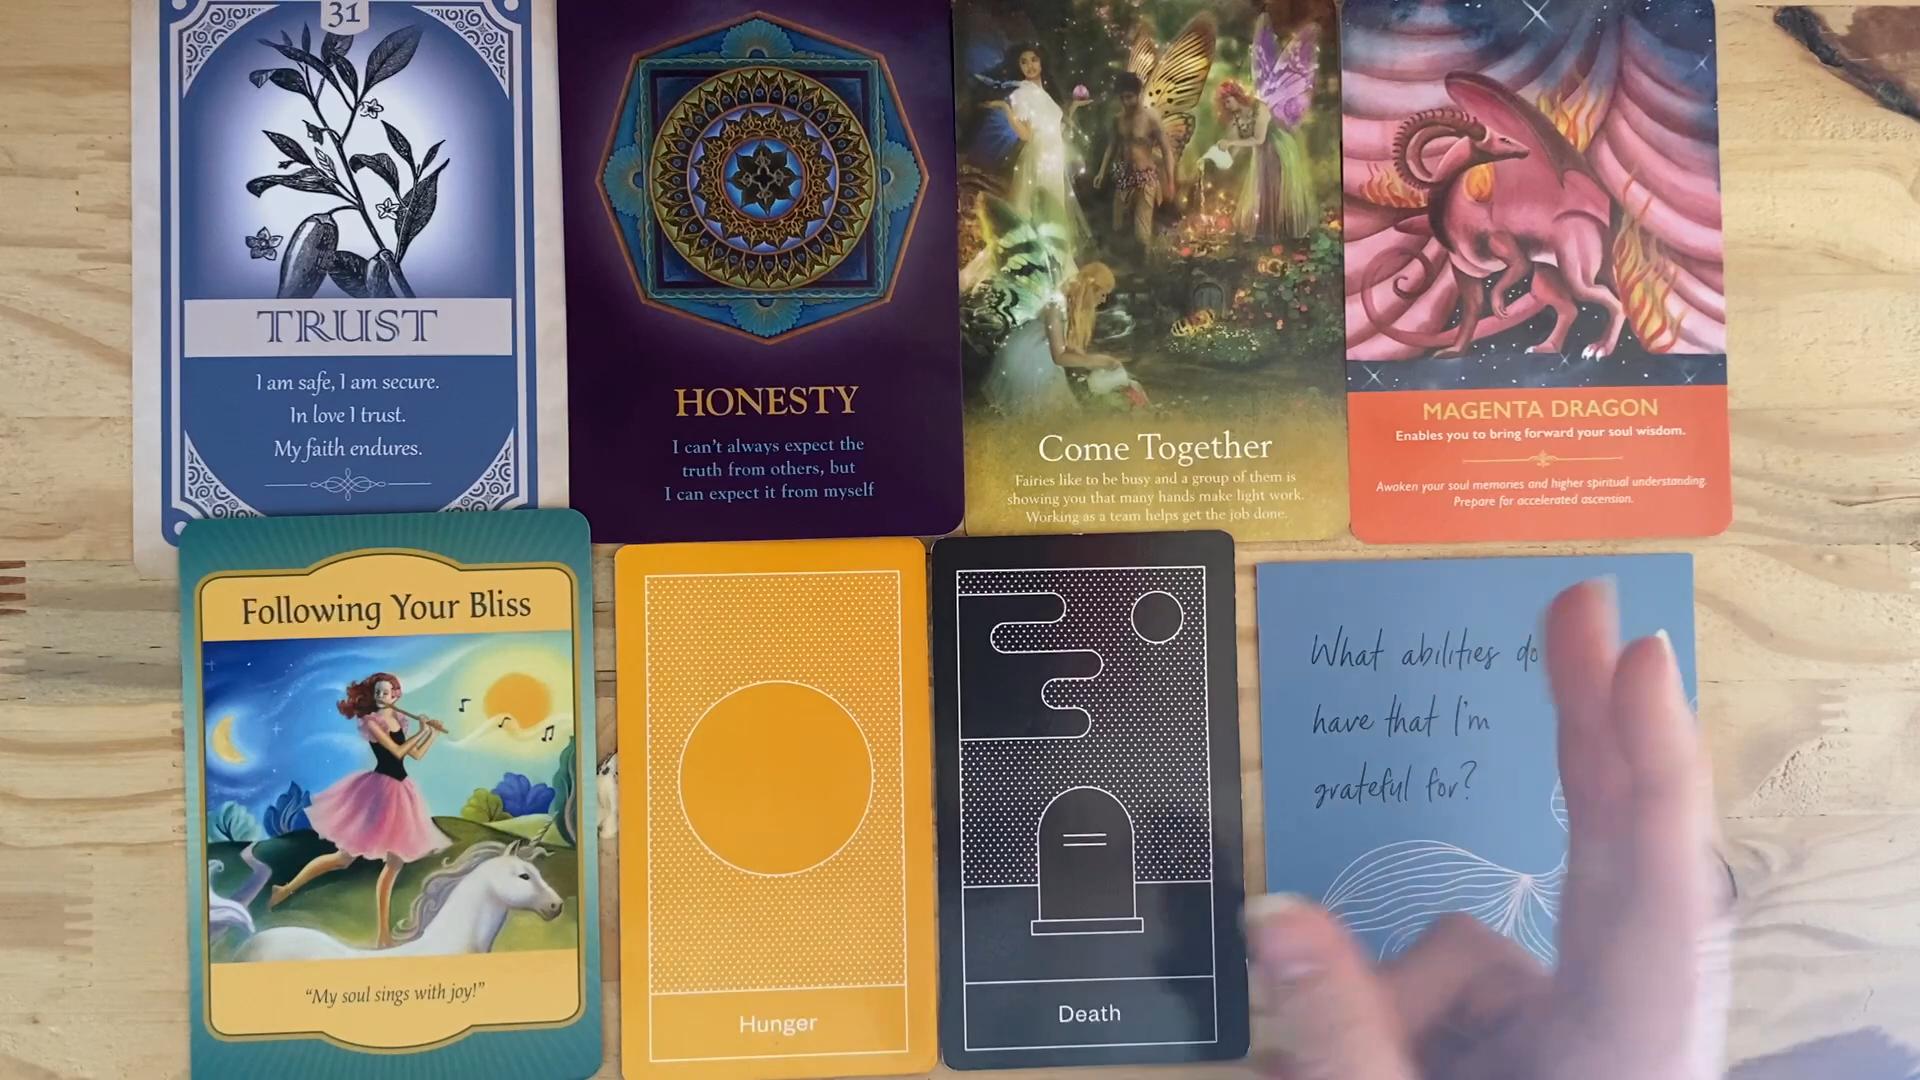 31
TRUST
I am safe, I am secure.
In love I trust.
My faith endures.
HONESTY
I can't always expect the
truth from others, but
I can expect it from myself
Come Together
Fairies like to be busy and a group of them is
showing you that many hands make light work.
Working as a team helps get the job done.
MAGENTA DRAGON
Enables you to bring forward your soul wisdom.
Awaken your soul memories and higher spiritual understanding.
Prepare for accelerated ascension.
Following Your Bliss
"My soul sings with joy!"
Hunger
Death
What abilities do
have that I'm
grateful for?